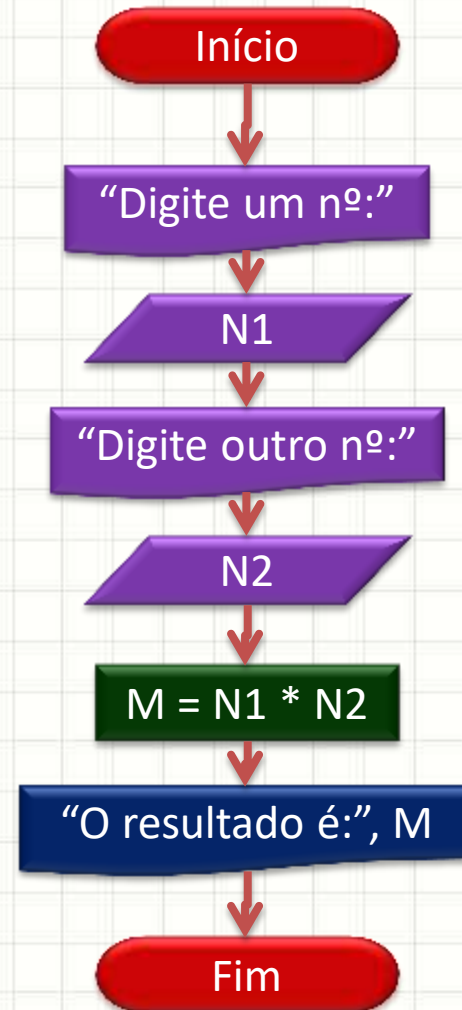 Início
“Digite um nº:”
N1
“Digite outro nº:”
N2
M = N1 * N2
“O resultado é:”, M
Fim